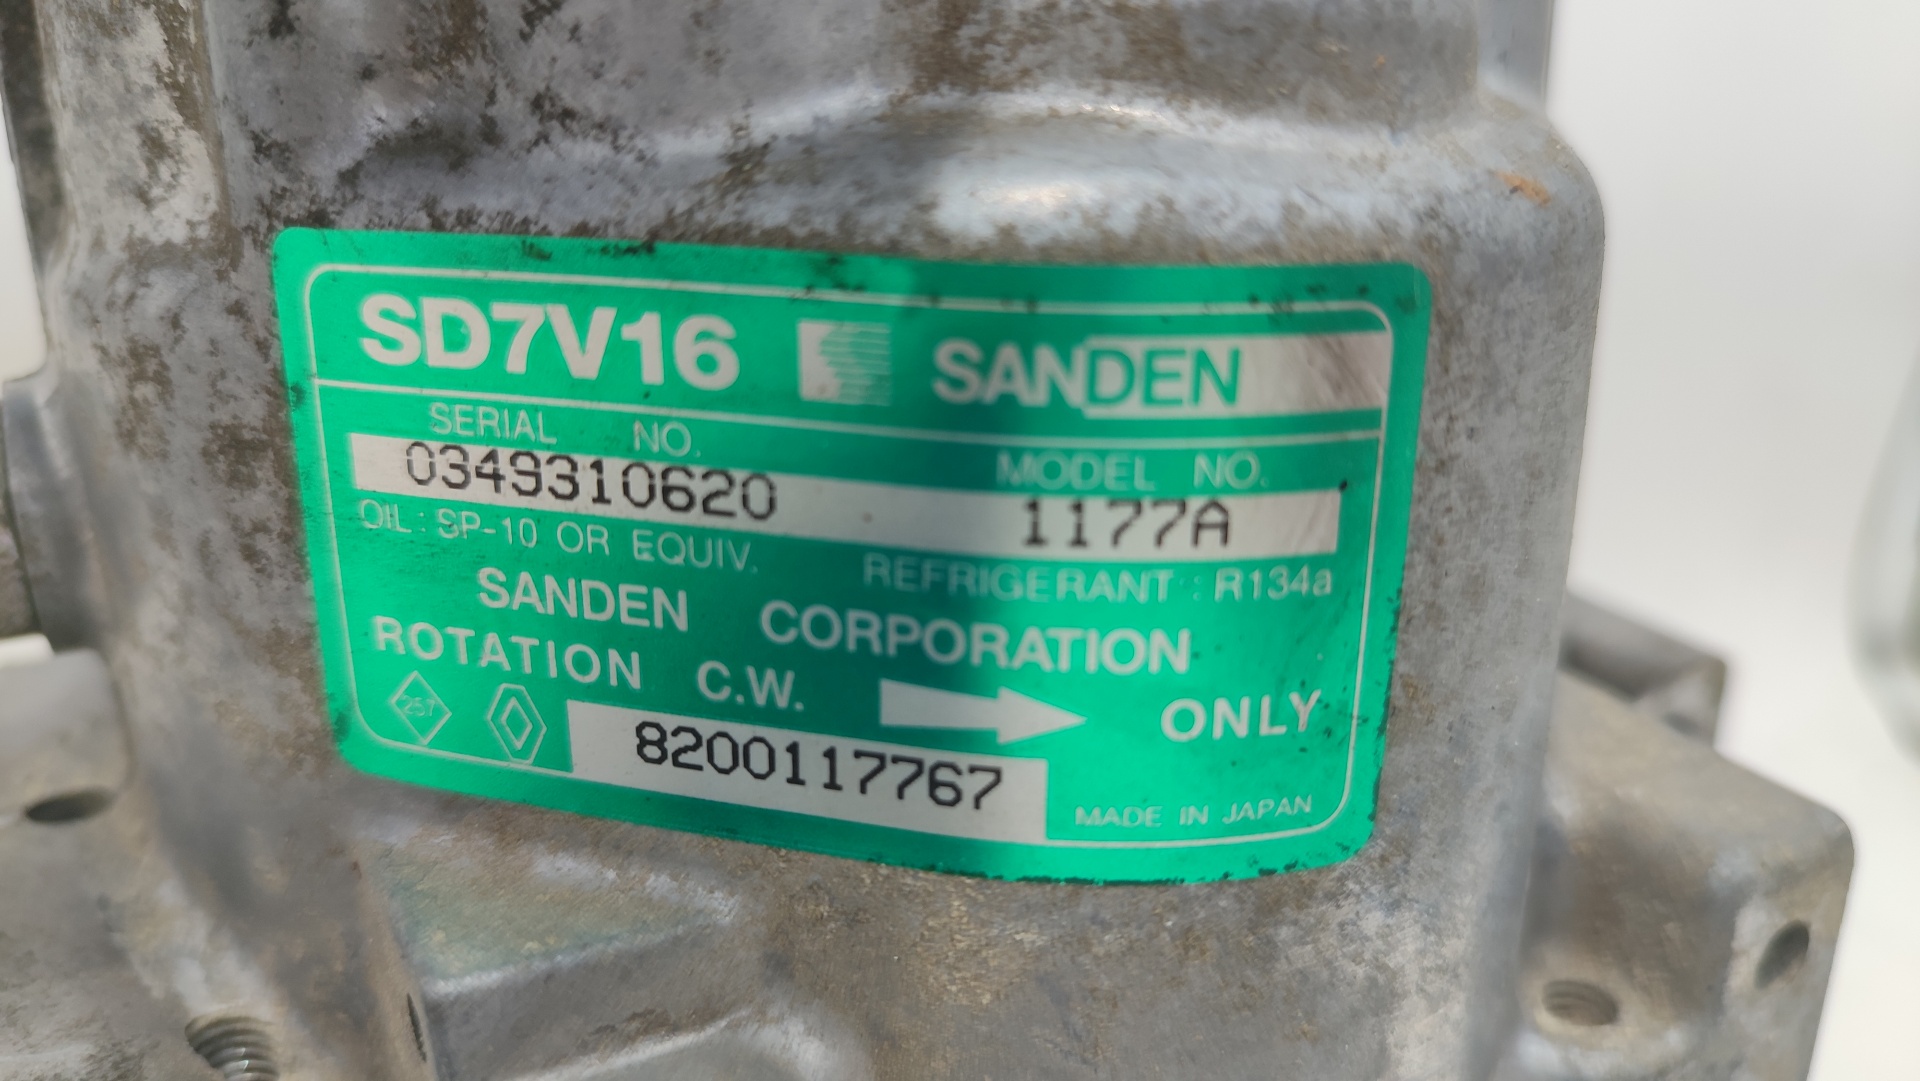 SD7V16 SANDEN
SERIAL NO. MODEL NO.
0349310620 1177A
OIL: SP-10 OR EQUIV. REFRIGERANT : R134a
SANDEN CORPORATION
ROTATION C.W. ONLY
257
8200117767
MADE IN JAPAN